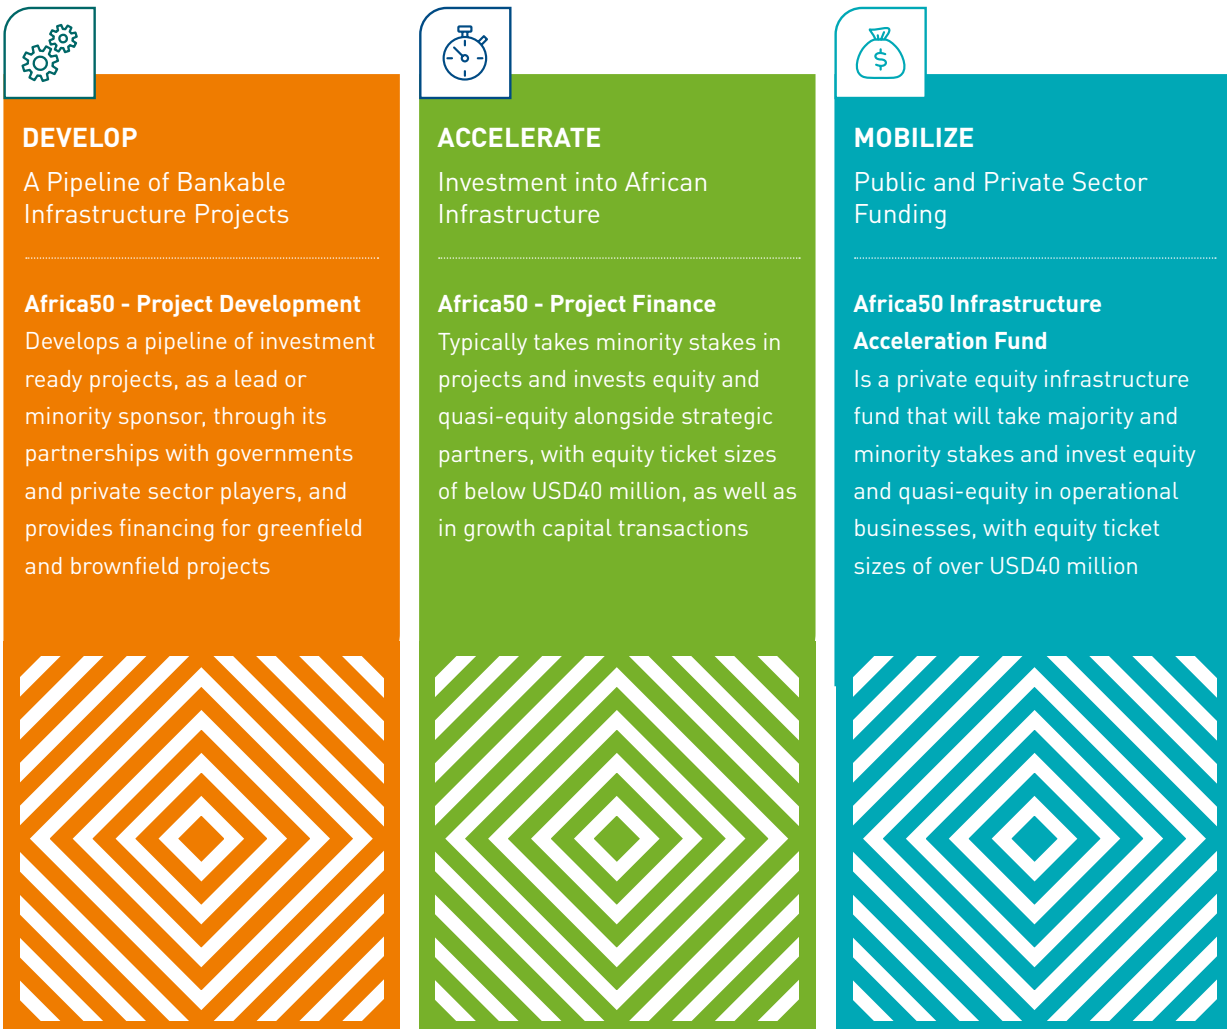 DEVELOP
A Pipeline of Bankable
Infrastructure Projects
Africa50 - Project Development
Develops a pipeline of investment
ready projects, as a lead or
minority sponsor, through its
partnerships with governments
and private sector players, and
provides financing for greenfield
and brownfield projects
ACCELERATE
Investment into African
Infrastructure
Africa50 - Project Finance
Typically takes minority stakes in
projects and invests equity and
quasi-equity alongside strategic
partners, with equity ticket sizes
of below USD40 million, as well as
in growth capital transactions
$
MOBILIZE
Public and Private Sector
Funding
Africa50 Infrastructure
Acceleration Fund
Is a private equity infrastructure
fund that will take majority and
minority stakes and invest equity
and quasi-equity in operational
businesses, with equity ticket
sizes of over USD40 million